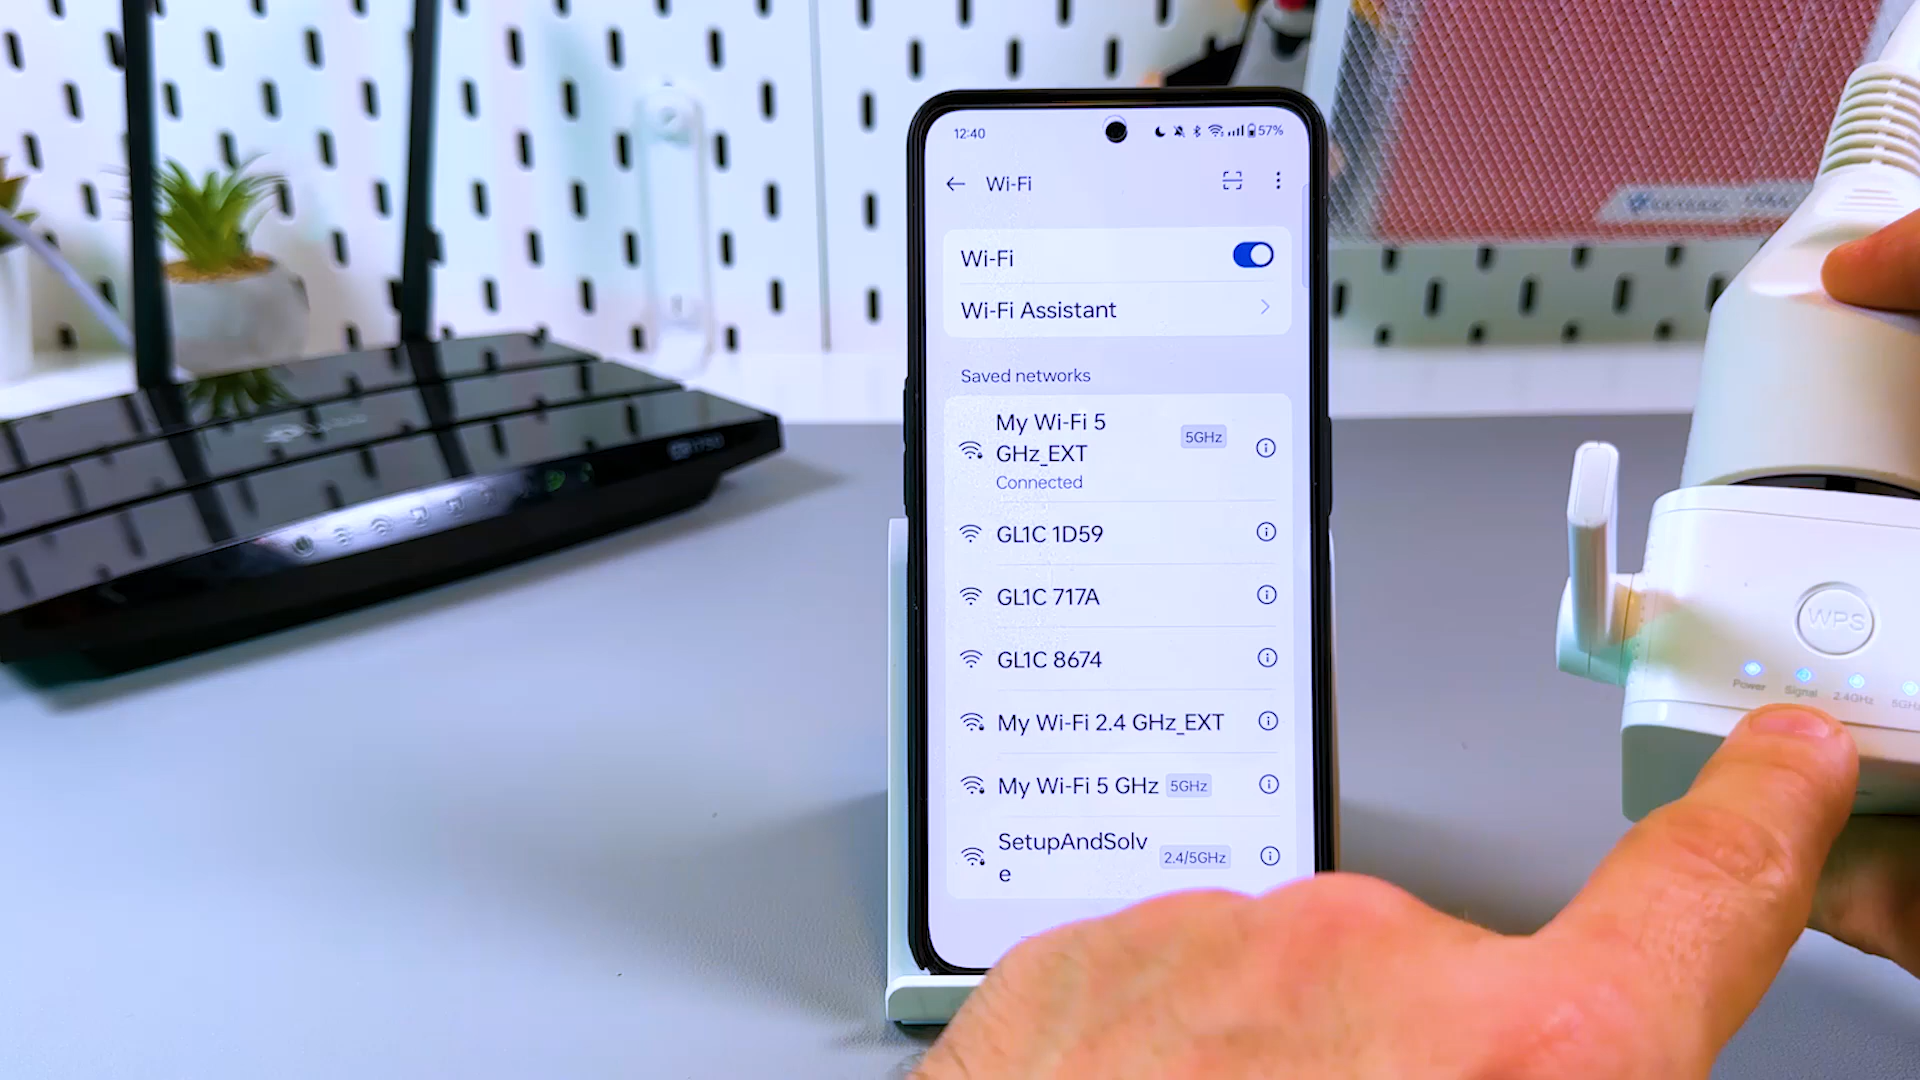 12:40
57%
Wi-Fi
Wi-Fi
Wi-Fi Assistant
Saved networks
My Wi-Fi 5
GHz_EXT
5GHz
Connected
GL1C 1D59
GL1C 717A
GL1C 8674
My Wi-Fi 2.4 GHz_EXT
My Wi-Fi 5 GHz
5GHz
SetupAndSolv
e
2.4/5GHz
WPS
Power
Signal
2.4GHz
5GHz